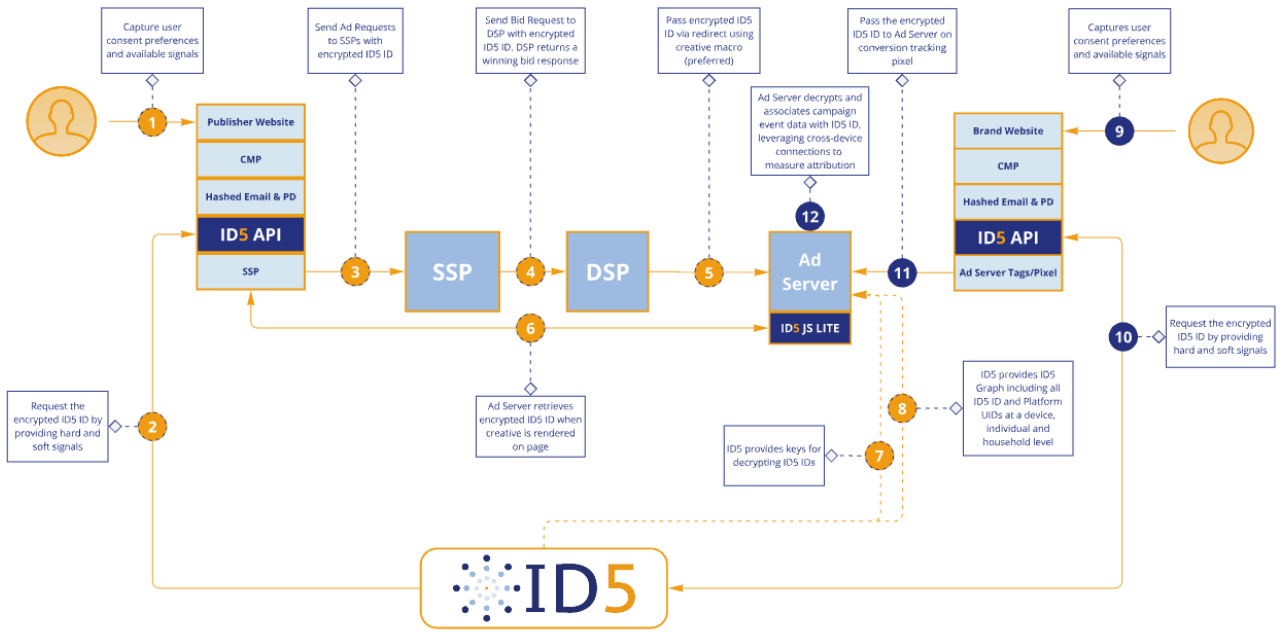 Capture user
consent preferences
and available signals
Send Ad Requests
to SSPs with
encrypted ID5 ID
Send Bid Request to
DSP with encrypted
ID5 ID. DSP returns a
winning bid response
Pass encrypted ID5
ID via redirect using
creative macro
(preferred)
Pass the encrypted
ID5 ID to Ad Server on
conversion tracking
pixel
Captures user
consent preferences
and available signals
Ad Server decrypts and
associates campaign
event data with ID5 ID,
leveraging cross-device
connections to
measure attribution
1
Publisher Website
CMP
Hashed Email & PD
ID5 API
SSP
3
SSP
4
DSP
5
12
Ad
Server
ID5 JS LITE
11
Brand Website
CMP
Hashed Email & PD
ID5 API
Ad Server Tags/Pixel
9
6
Ad Server retrieves
encrypted ID5 ID when
creative is rendered
on page
10
Request the encrypted
ID5 ID by providing
hard and soft signals
Request the
encrypted ID5 ID by
providing hard and
soft signals
2
8
ID5 provides ID5
Graph including all
ID5 ID and Platform
UIDs at a device,
individual and
household level
ID5 provides keys for
decrypting ID5 IDs
7
ID5